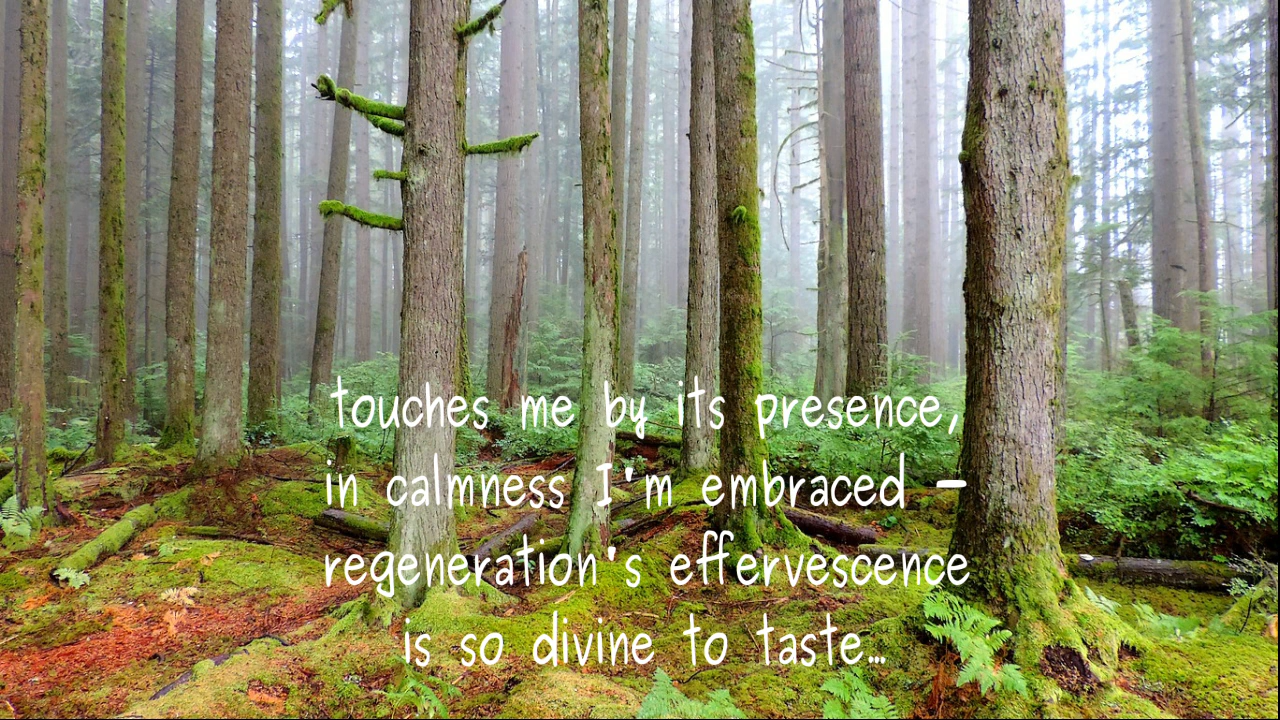 touches me by its presence,
in calmness I'm embraced –
regeneration's effervescence
is so divine to taste...